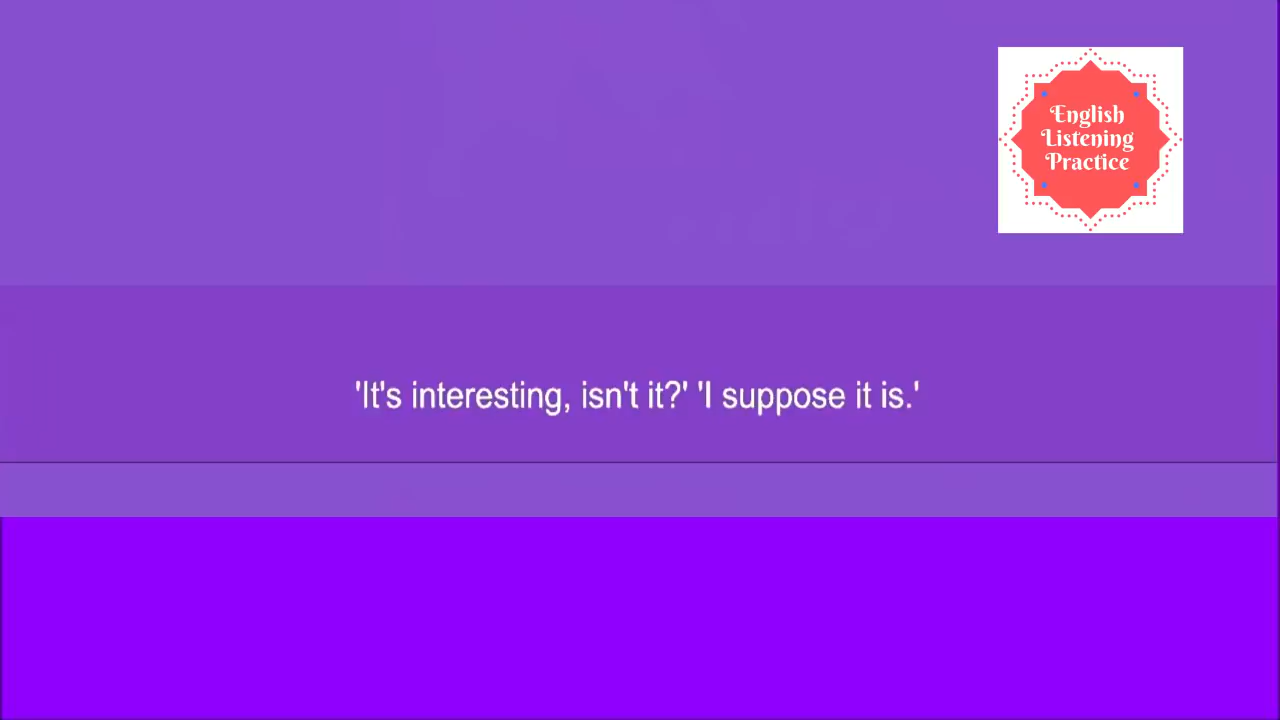 English
Listening
Practice
'It's interesting, isn't it?' 'I suppose it is.'